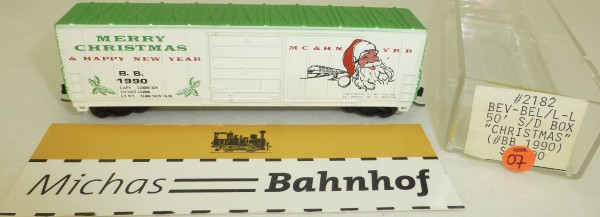 MERRY
CHRISTMAS
& HAPPY NEW YEAR
B. B.
1990
M.C. & H.N. Y.R.R.
Michas Bahnhof
#2182
BEV-BEL/L-L
50' S/D BOX
"CHRISTMAS"
(#BB 1990)
07